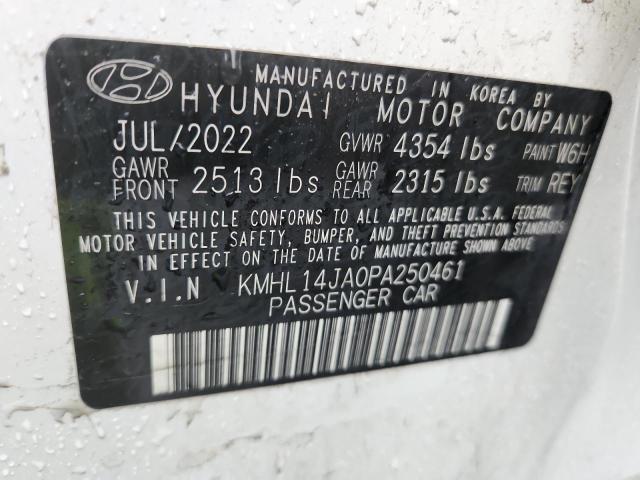 MANUFACTURED IN KOREA BY
HYUNDAI MOTOR COMPANY
JUL/2022 GVWR 4354 lbs PAINT W6H
GAWR FRONT 2513 lbs GAWR REAR 2315 lbs TRIM REY
THIS VEHICLE CONFORMS TO ALL APPLICABLE U.S.A. FEDERAL
MOTOR VEHICLE SAFETY, BUMPER, AND THEFT PREVENTION STANDARDS
IN EFFECT ON THE DATE OF MANUFACTURE SHOWN ABOVE.
V.I.N KMHL14JA0PA250461
PASSENGER CAR